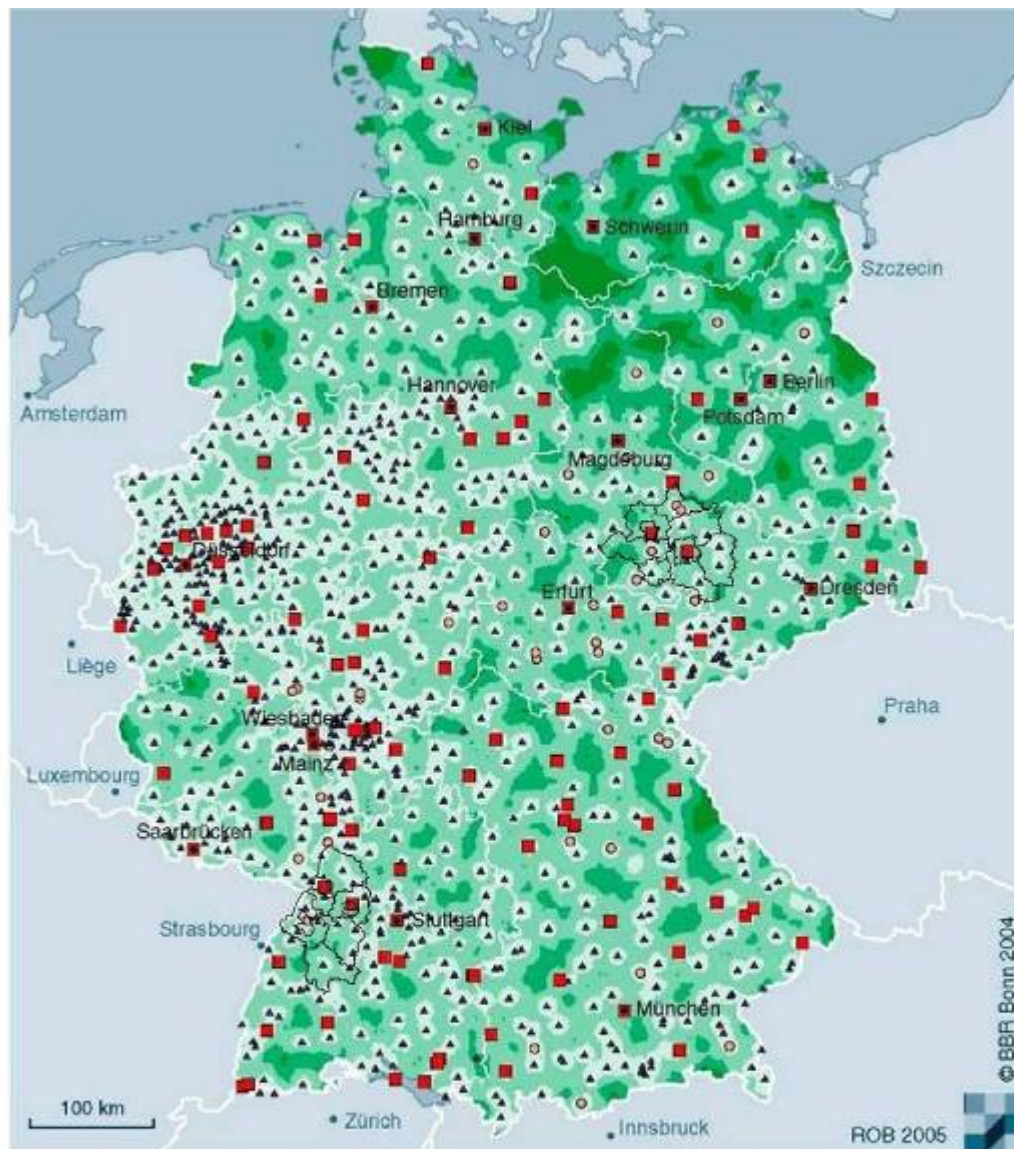 Kiel
Hamburg
Schwerin
Szczecin
Bremen
Hannover
Berlin
Potsdam
Amsterdam
Magdeburg
Düsseldorf
Erfurt
Dresden
Liège
Praha
Wiesbaden
Mainz
Luxembourg
Saarbrücken
Strasbourg
Stuttgart
München
© BBR Bonn 2004
100 km
Zürich
Innsbruck
ROB 2005